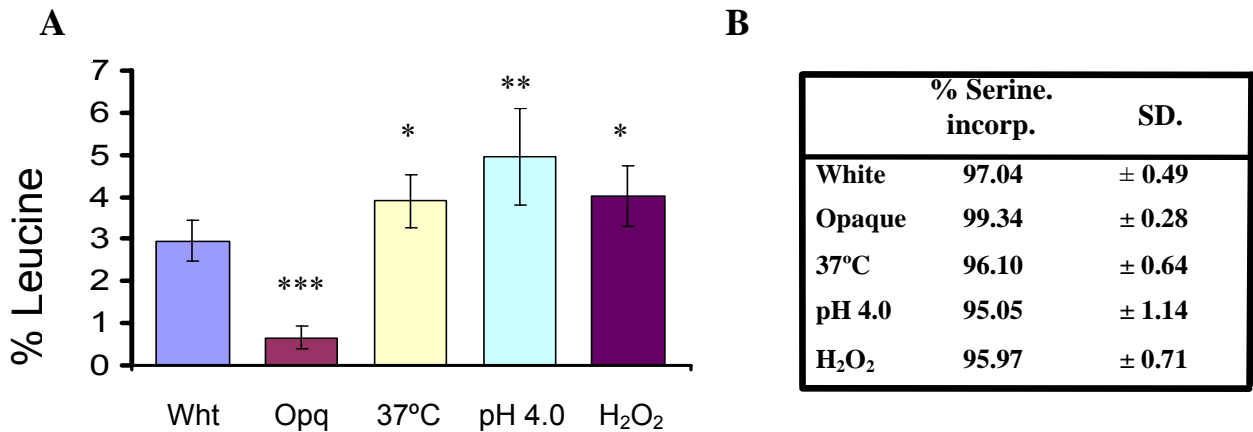 A
% Leucine
7
6
5
4
3
2
1
0
***
*
**
*
Wht Opq 37ºC pH 4.0 H₂O₂
B
% Serine. incorp. SD.
White 97.04 ± 0.49
Opaque 99.34 ± 0.28
37ºC 96.10 ± 0.64
pH 4.0 95.05 ± 1.14
H₂O₂ 95.97 ± 0.71